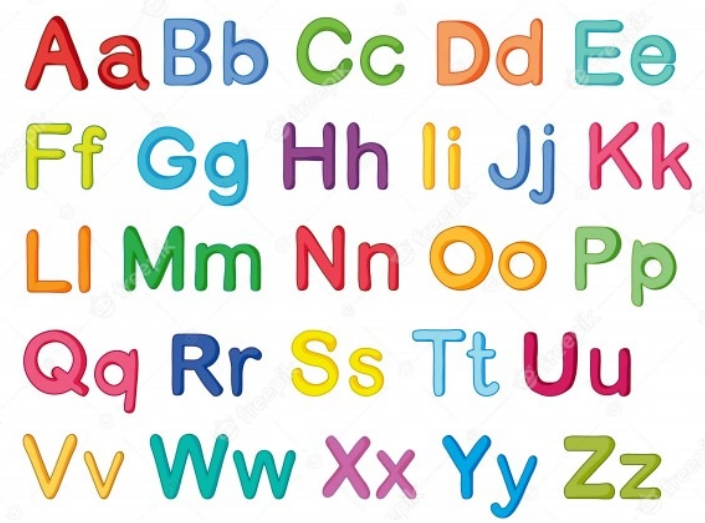 Aa Bb Cc Dd Ee
Ff Gg Hh Ii Jj Kk
Ll Mm Nn Oo Pp
Qq Rr Ss Tt Uu
Vv Ww Xx Yy Zz